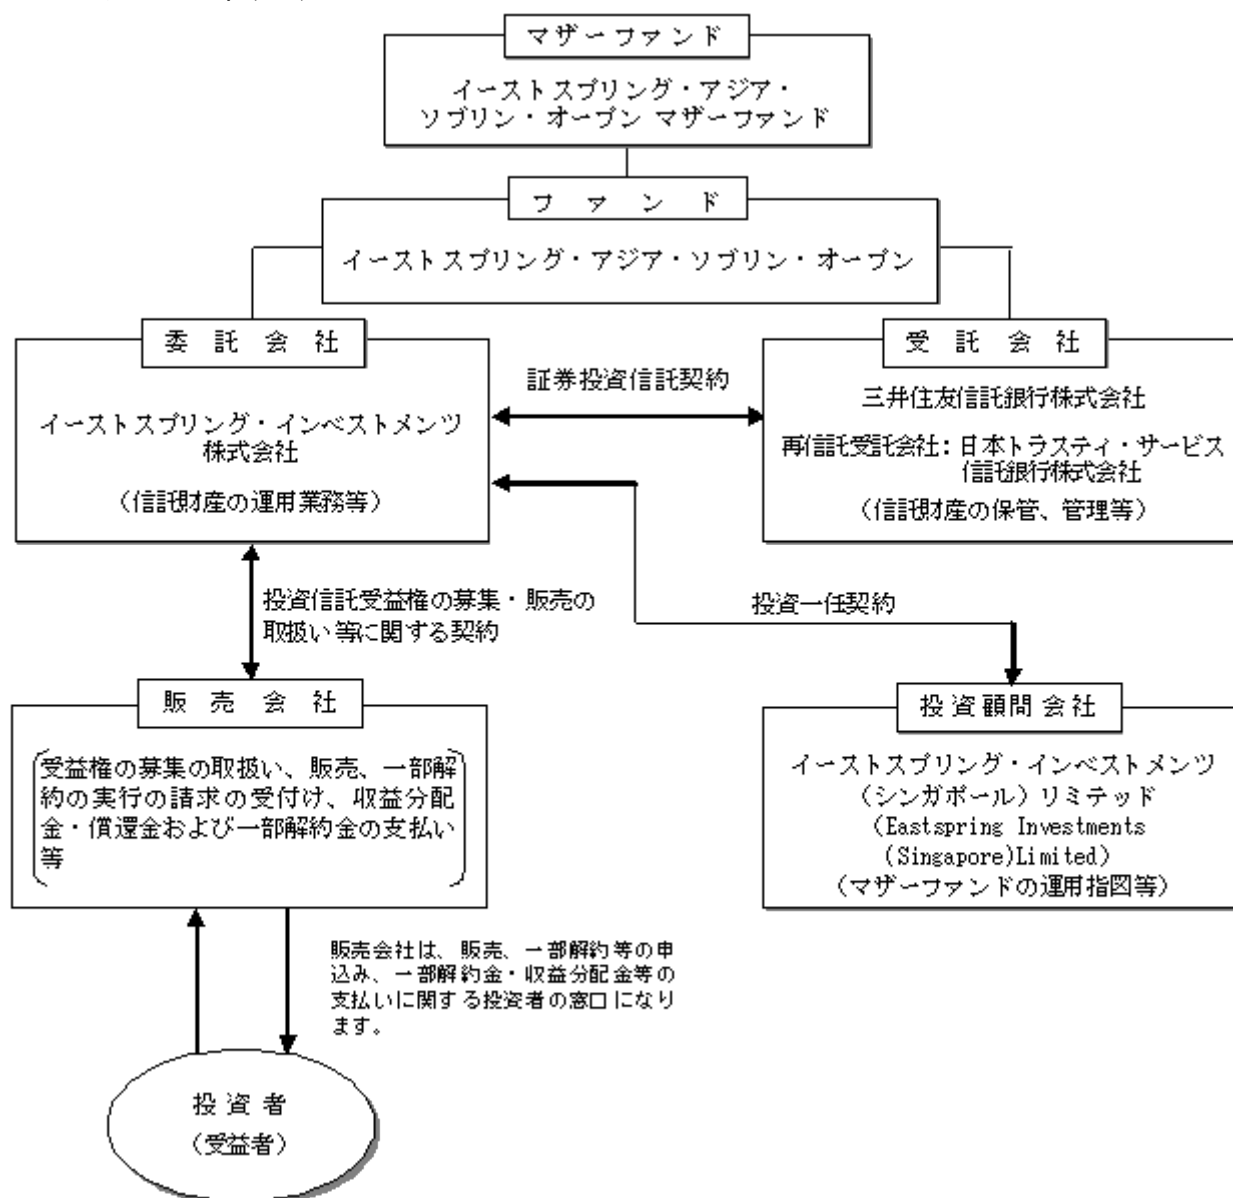 マザーファンド
イーストスプリング・アジア・
ソブリン・オープン マザーファンド
ファンド
イーストスプリング・アジア・ソブリン・オープン
委託会社
イーストスプリング・インベストメンツ
株式会社
（信託財産の運用業務等）
証券投資信託契約
受託会社
三井住友信託銀行株式会社
再信託受託会社：日本トラスティ・サービス
信託銀行株式会社
（信託財産の保管、管理等）
投資信託受益権の募集・販売の
取扱い等に関する契約
投資一任契約
販売会社
受益権の募集の取扱い、販売、一部解
約の実行の請求の受付け、収益分配
金・償還金および一部解約金の支払い
等
投資顧問会社
イーストスプリング・インベストメンツ
（シンガポール）リミテッド
（Eastspring Investments
(Singapore)Limited）
（マザーファンドの運用指図等）
販売会社は、販売、一部解約等の申
込み、一部解約金・収益分配金等の
支払いに関する投資者の窓口になり
ます。
投資者
（受益者）